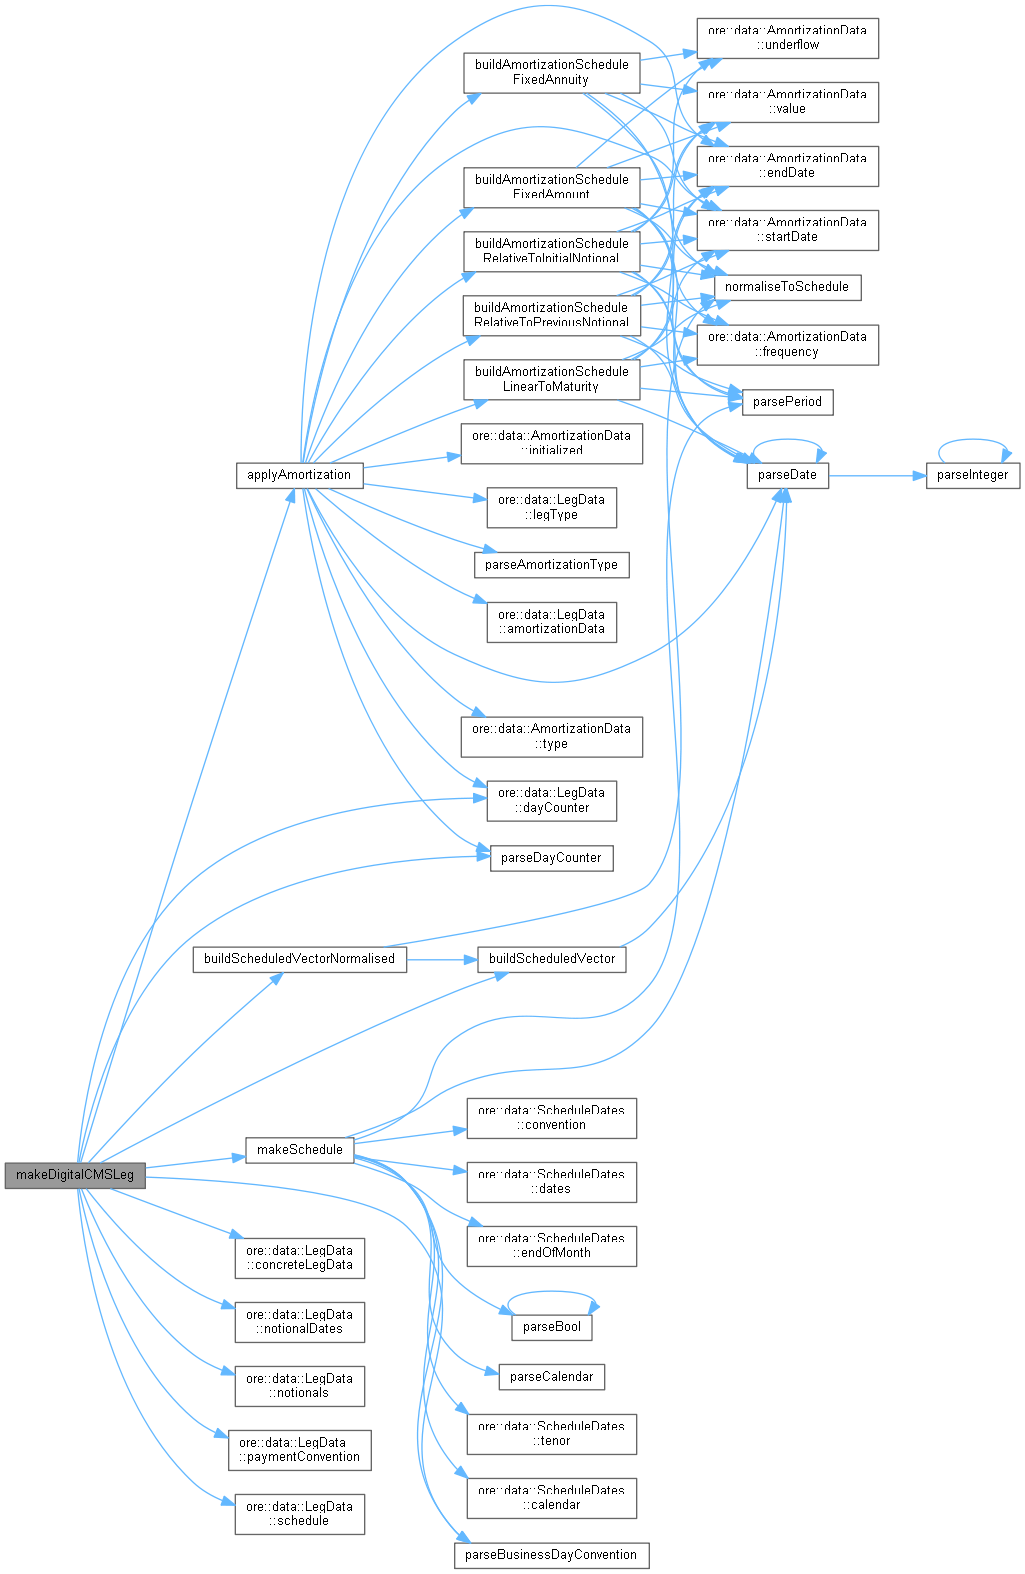 ore::data::AmortizationData
::underflow
buildAmortizationSchedule
FixedAnnuity
ore::data::AmortizationData
::value
ore::data::AmortizationData
::endDate
buildAmortizationSchedule
FixedAmount
ore::data::AmortizationData
::startDate
buildAmortizationSchedule
RelativeToInitialNotional
normaliseToSchedule
buildAmortizationSchedule
RelativeToPreviousNotional
ore::data::AmortizationData
::frequency
buildAmortizationSchedule
LinearToMaturity
parsePeriod
ore::data::AmortizationData
::initialized
applyAmortization
parseDate
parseInteger
ore::data::LegData
::legType
parseAmortizationType
ore::data::LegData
::amortizationData
ore::data::AmortizationData
::type
ore::data::LegData
::dayCounter
parseDayCounter
buildScheduledVectorNormalised
buildScheduledVector
ore::data::ScheduleDates
::convention
makeSchedule
makeDigitalCMSLeg
ore::data::ScheduleDates
::dates
ore::data::ScheduleDates
::endOfMonth
ore::data::LegData
::concreteLegData
ore::data::LegData
::notionalDates
parseBool
parseCalendar
ore::data::LegData
::notionals
ore::data::ScheduleDates
::tenor
ore::data::LegData
::paymentConvention
ore::data::ScheduleDates
::calendar
ore::data::LegData
::schedule
parseBusinessDayConvention